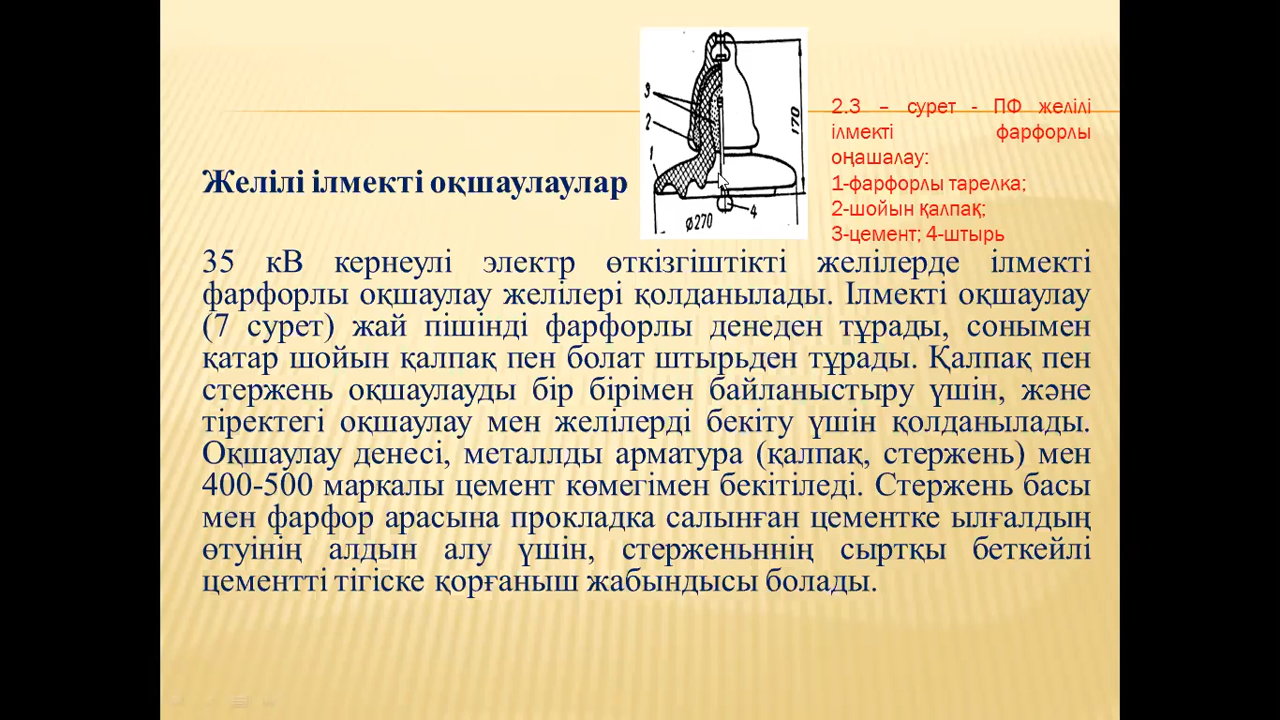 3
2
1
170
Ø270
4
2.3 – сурет - ПФ желілі
ілмекті фарфорлы
оңашалау:
1-фарфорлы тарелка;
2-шойын қалпақ;
3-цемент; 4-штырь
Желілі ілмекті оқшаулаулар
35 кВ кернеулі электр өткізгіштікті желілерде ілмекті
фарфорлы оқшаулау желілері қолданылады. Ілмекті оқшаулау
(7 сурет) жай пішінді фарфорлы денеден тұрады, сонымен
қатар шойын қалпақ пен болат штырьден тұрады. Қалпақ пен
стержень оқшаулауды бір бірімен байланыстыру үшін, және
тіректегі оқшаулау мен желілерді бекіту үшін қолданылады.
Оқшаулау денесі, металлды арматура (қалпақ, стержень) мен
400-500 маркалы цемент көмегімен бекітіледі. Стержень басы
мен фарфор арасына прокладка салынған цементке ылғалдың
өтуінің алдын алу үшін, стерженьннің сыртқы беткейлі
цементті тігіске қорғаныш жабындысы болады.